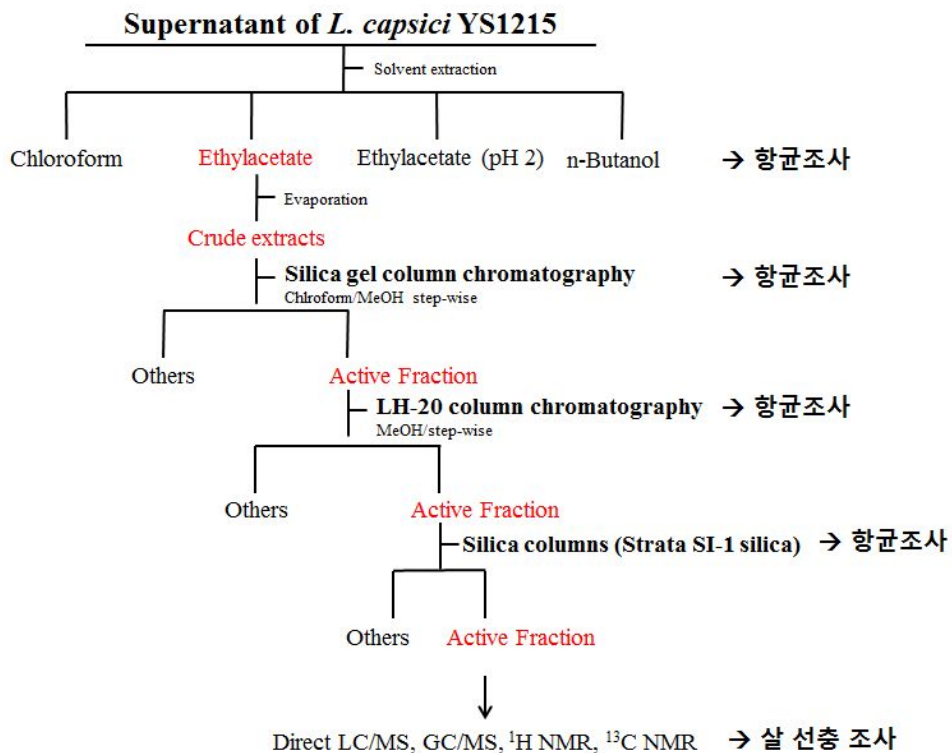 Supernatant of L. capsici YS1215
Solvent extraction
Chloroform Ethylacetate Ethylacetate (pH 2) n-Butanol → 항균조사
Evaporation
Crude extracts
Silica gel column chromatography → 항균조사
Chlroform/MeOH step-wise
Others Active Fraction
LH-20 column chromatography → 항균조사
MeOH/step-wise
Others Active Fraction
Silica columns (Strata SI-1 silica) → 항균조사
Others Active Fraction
Direct LC/MS, GC/MS, ¹H NMR, ¹³C NMR → 살 선충 조사